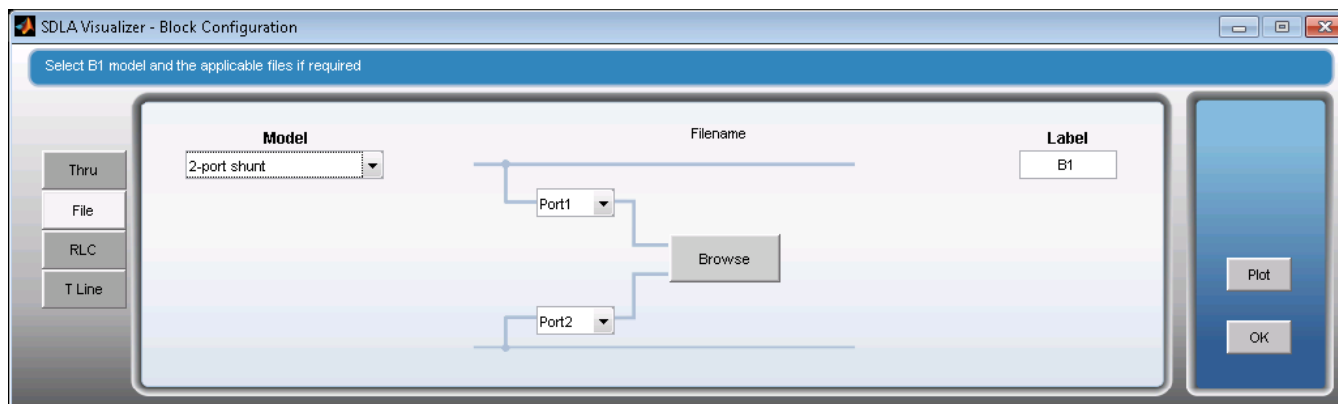 SDLA Visualizer - Block Configuration
Select B1 model and the applicable files if required
Thru
File
RLC
T Line
Model
2-port shunt
Filename
Port1
Browse
Port2
Label
B1
Plot
OK